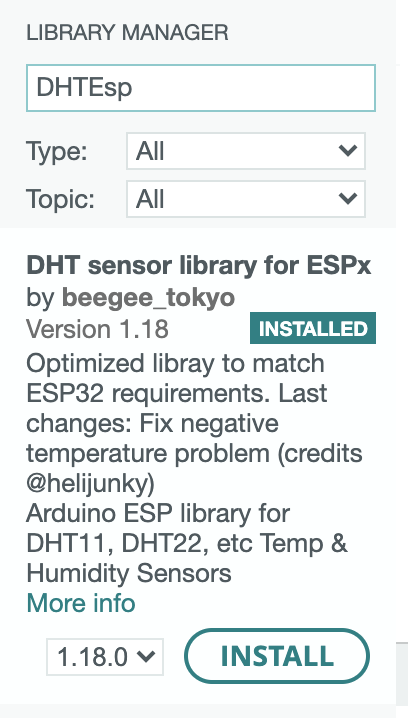 LIBRARY MANAGER
DHTEsp
Type: All
Topic: All
DHT sensor library for ESPx
by beegee_tokyo
Version 1.18 INSTALLED
Optimized libray to match
ESP32 requirements. Last
changes: Fix negative
temperature problem (credits
@helijunky)
Arduino ESP library for
DHT11, DHT22, etc Temp &
Humidity Sensors
More info
1.18.0 INSTALL